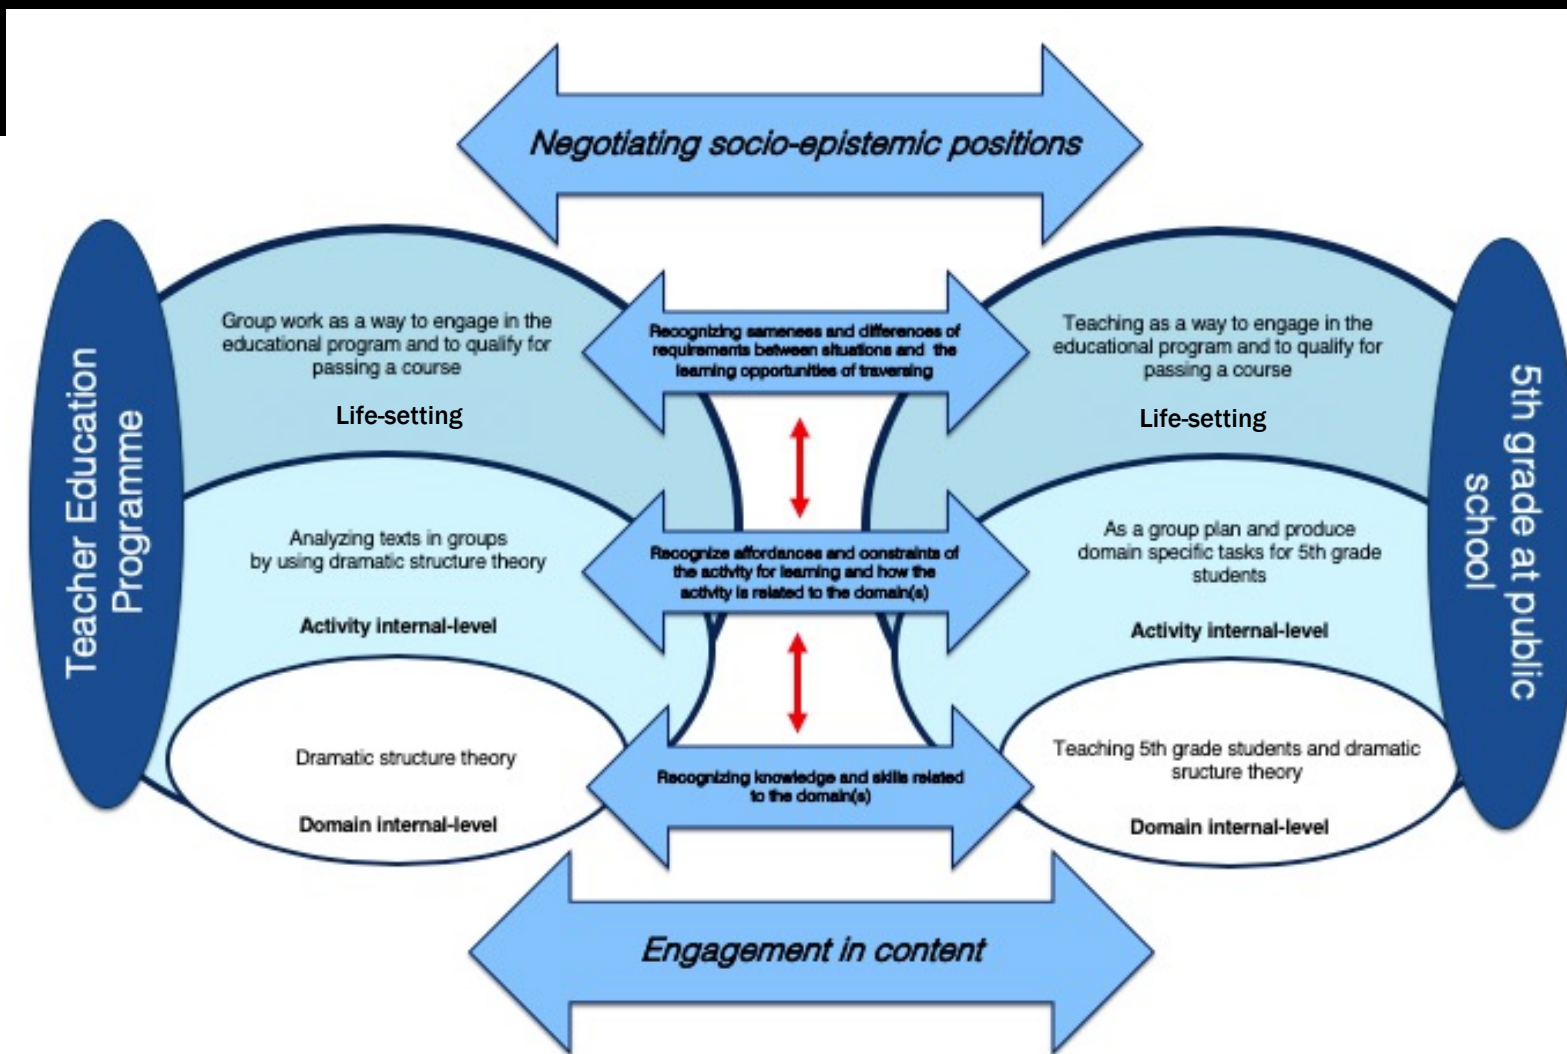 Negotiating socio-epistemic positions
Teacher Education
Programme
Group work as a way to engage in the
educational program and to qualify for
passing a course
Life-setting
Recognizing sameness and differences of
requirements between situations and the
learning opportunities of traversing
Teaching as a way to engage in the
educational program and to qualify for
passing a course
Life-setting
5th grade at public
school
Analyzing texts in groups
by using dramatic structure theory
Activity internal-level
Recognize affordances and constraints of
the activity for learning and how the
activity is related to the domain(s)
As a group plan and produce
domain specific tasks for 5th grade
students
Activity internal-level
Dramatic structure theory
Domain internal-level
Recognizing knowledge and skills related
to the domain(s)
Teaching 5th grade students and dramatic
sructure theory
Domain internal-level
Engagement in content